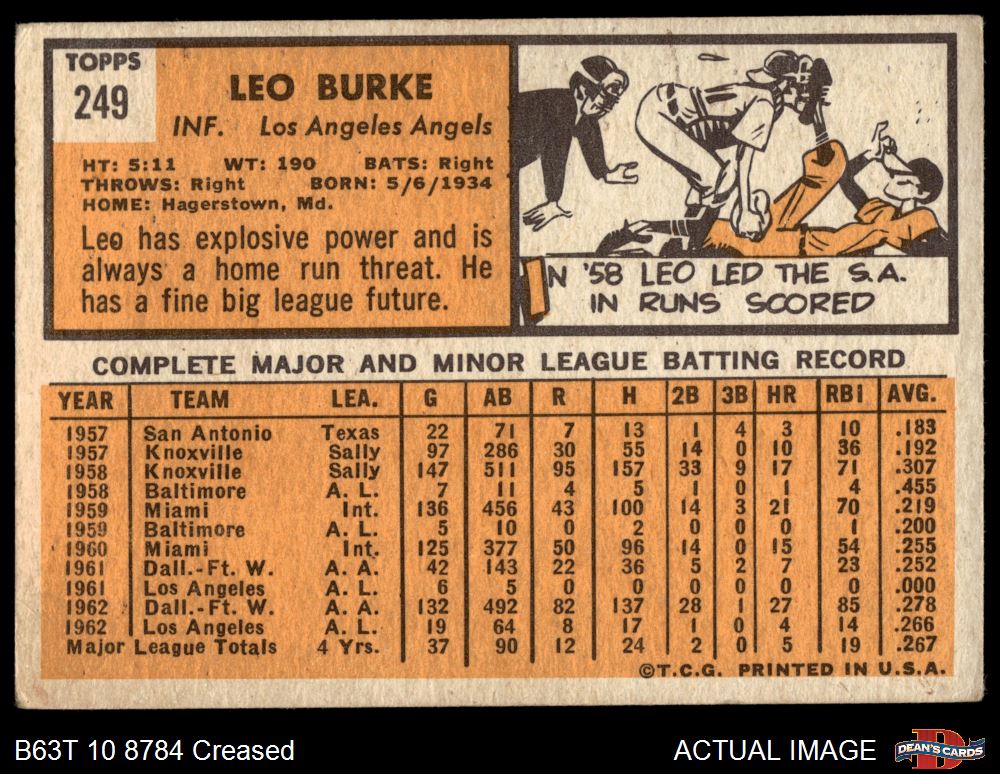 TOPPS
249
LEO BURKE
INF. Los Angeles Angels
HT: 5:11 WT: 190 BATS: Right
THROWS: Right BORN: 5/6/1934
HOME: Hagerstown, Md.
Leo has explosive power and is
always a home run threat. He
has a fine big league future.
IN '58 LEO LED THE S.A.
IN RUNS SCORED
COMPLETE MAJOR AND MINOR LEAGUE BATTING RECORD
YEAR TEAM LEA. G AB R H 2B 3B HR RBI AVG.
1957 San Antonio Texas 22 71 7 13 1 4 3 10 .183
1957 Knoxville Sally 97 286 30 55 14 0 10 36 .192
1958 Knoxville Sally 147 511 95 157 33 9 17 71 .307
1958 Baltimore A. L. 7 11 4 5 1 0 1 4 .455
1959 Miami Int. 136 456 43 100 14 3 21 70 .219
1959 Baltimore A. L. 5 10 0 2 0 0 0 1 .200
1960 Miami Int. 125 377 50 96 14 0 15 54 .255
1961 Dall.-Ft. W. A. A. 42 143 22 36 5 2 7 23 .252
1961 Los Angeles A. L. 6 5 0 0 0 0 0 0 .000
1962 Dall.-Ft. W. A. A. 132 492 82 137 28 1 27 85 .278
1962 Los Angeles A. L. 19 64 8 17 1 0 4 14 .266
Major League Totals 4 Yrs. 37 90 12 24 2 0 5 19 .267
©T.C.G. PRINTED IN U.S.A.
B63T 10 8784 Creased
ACTUAL IMAGE
DEAN'S CARDS